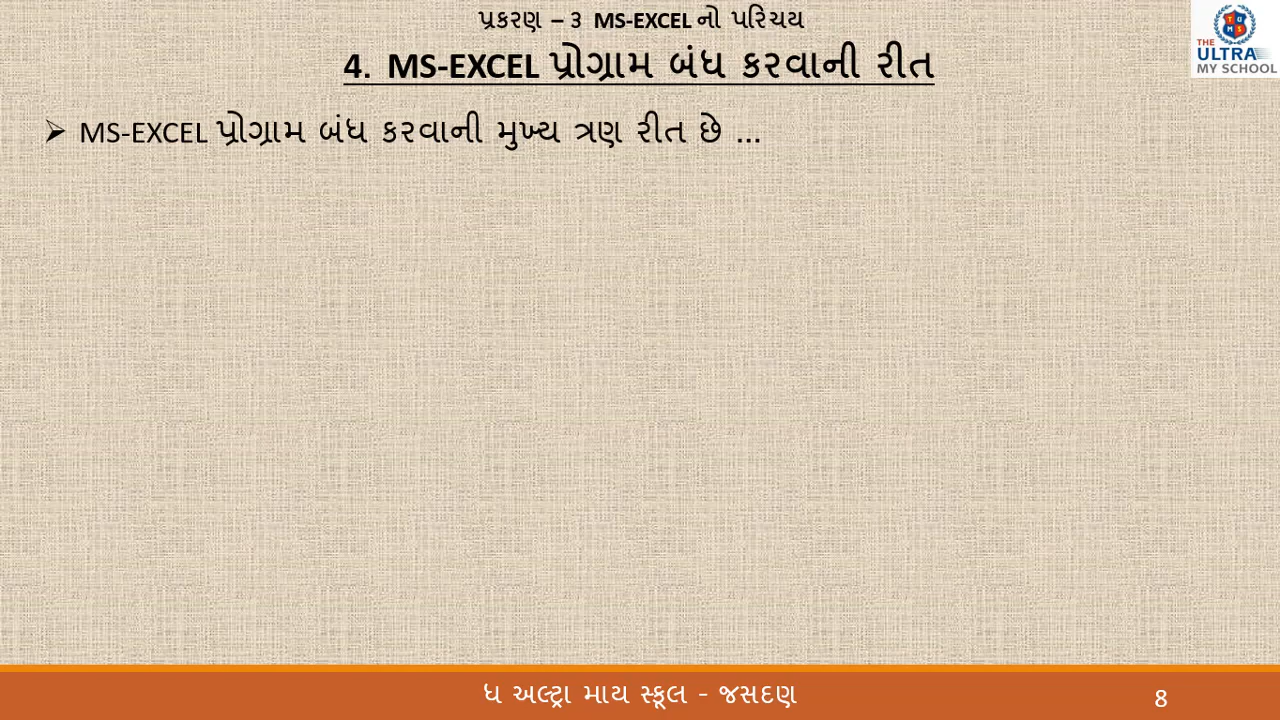 પ્રકરણ – ૩ MS-EXCEL નો પરિચય
4. MS-EXCEL પ્રોગ્રામ બંધ કરવાની રીત
➢ MS-EXCEL પ્રોગ્રામ બંધ કરવાની મુખ્ય ત્રણ રીત છે ...
T U M S
THE
ULTRA
MY SCHOOL
ધ અલ્ટ્રા માય સ્કૂલ - જસદણ
8